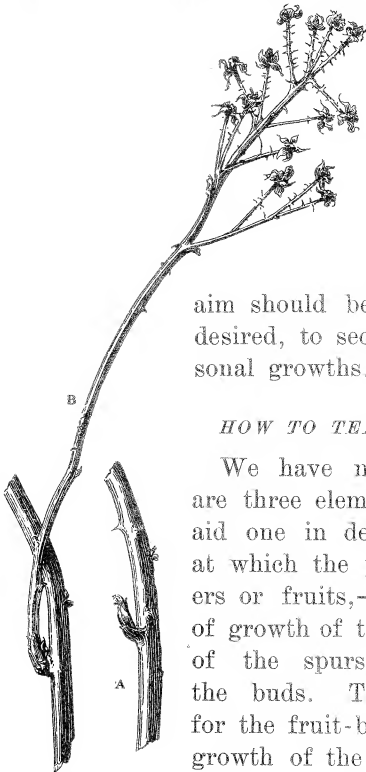 B
aim should be
desired, to sec
sonal growths.
HOW TO TE
We have n
are three elem
aid one in de
at which the
ers or fruits,—
of growth of t
of the spurs
the buds. T
for the fruit-b
growth of the
A